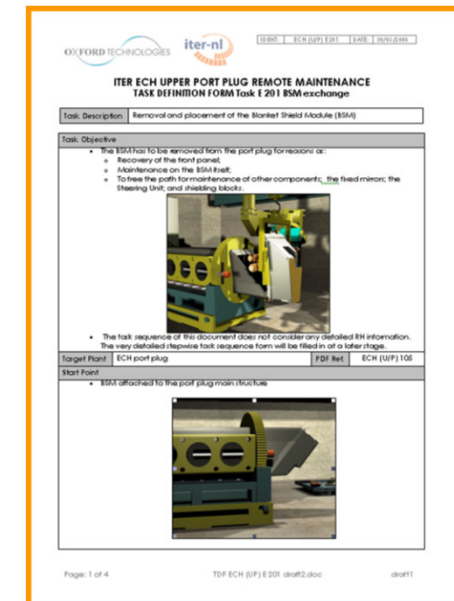 OXFORD TECHNOLOGIES
iter-nl
IDENT: ECH (U/P) E201 DATE:
ITER ECH UPPER PORT PLUG REMOTE MAINTENANCE
TASK DEFINITION FORM Task E 201 BSM exchange
Task Description Removal and placement of the Blanket Shield Module (BSM)
Task Objective
• The BSM has to be removed from the port plug for reasons as:
o Recovery of the front panel;
o Maintenance on the BSM itself;
o To free the path for maintenance of other components; the fixed mirrors; the
Steering Unit; and shielding blocks.
• The task sequence of this document does not consider any detailed RH information.
The very detailed stepwise task sequence form will be filled in at a later stage.
Target Plant ECH port plug PDF Ref. ECH (U/P) 105
Start Point
• BSM attached to the port plug main structure
Page: 1 of 4 TDF ECH (UP) E 201 draft2.doc draft1